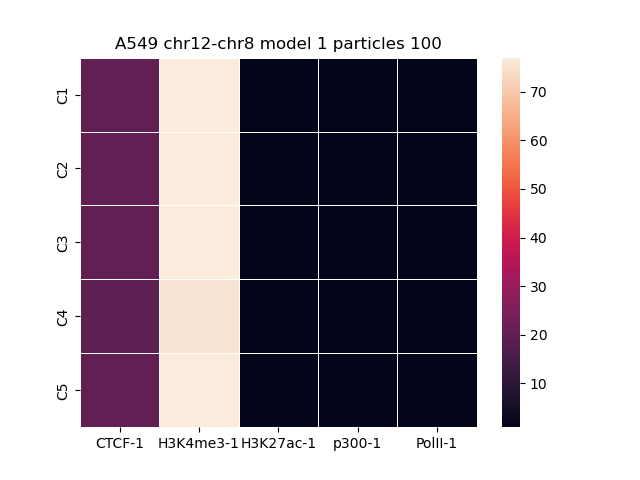 A549 chr12-chr8 model 1 particles 100
C1
C2
C3
C4
C5
CTCF-1 H3K4me3-1 H3K27ac-1 p300-1 PolII-1
70
60
50
40
30
20
10